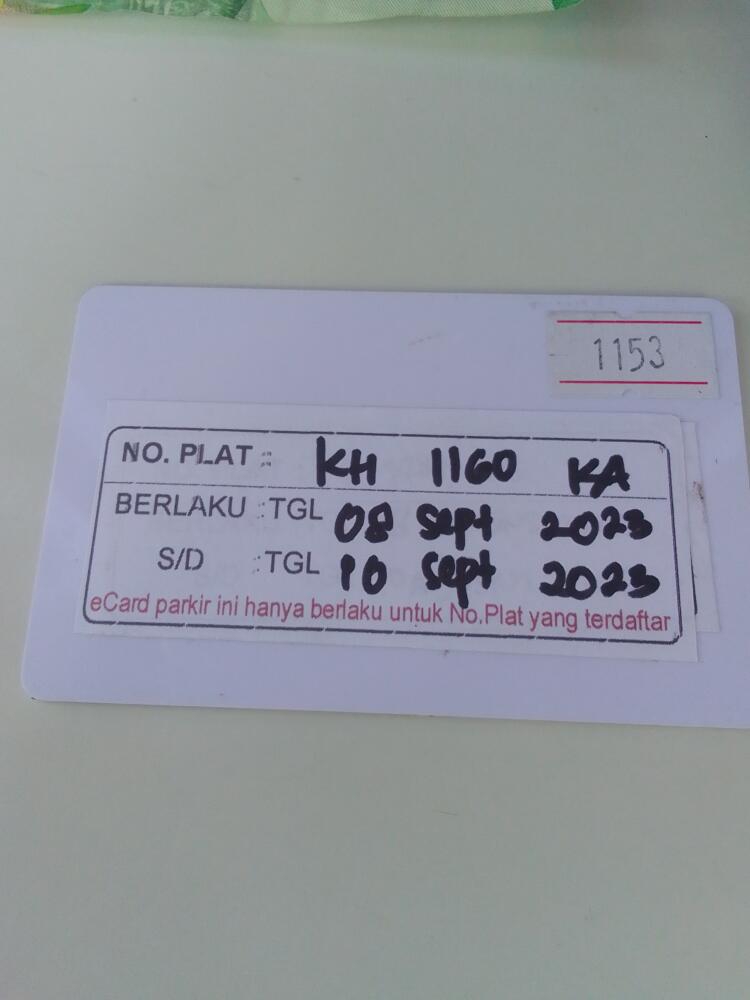 1153
NO. PLAT : KH 1160 KA
BERLAKU :TGL 08 Sept 2023
S/D :TGL 10 Sept 2023
eCard parkir ini hanya berlaku untuk No.Plat yang terdaftar